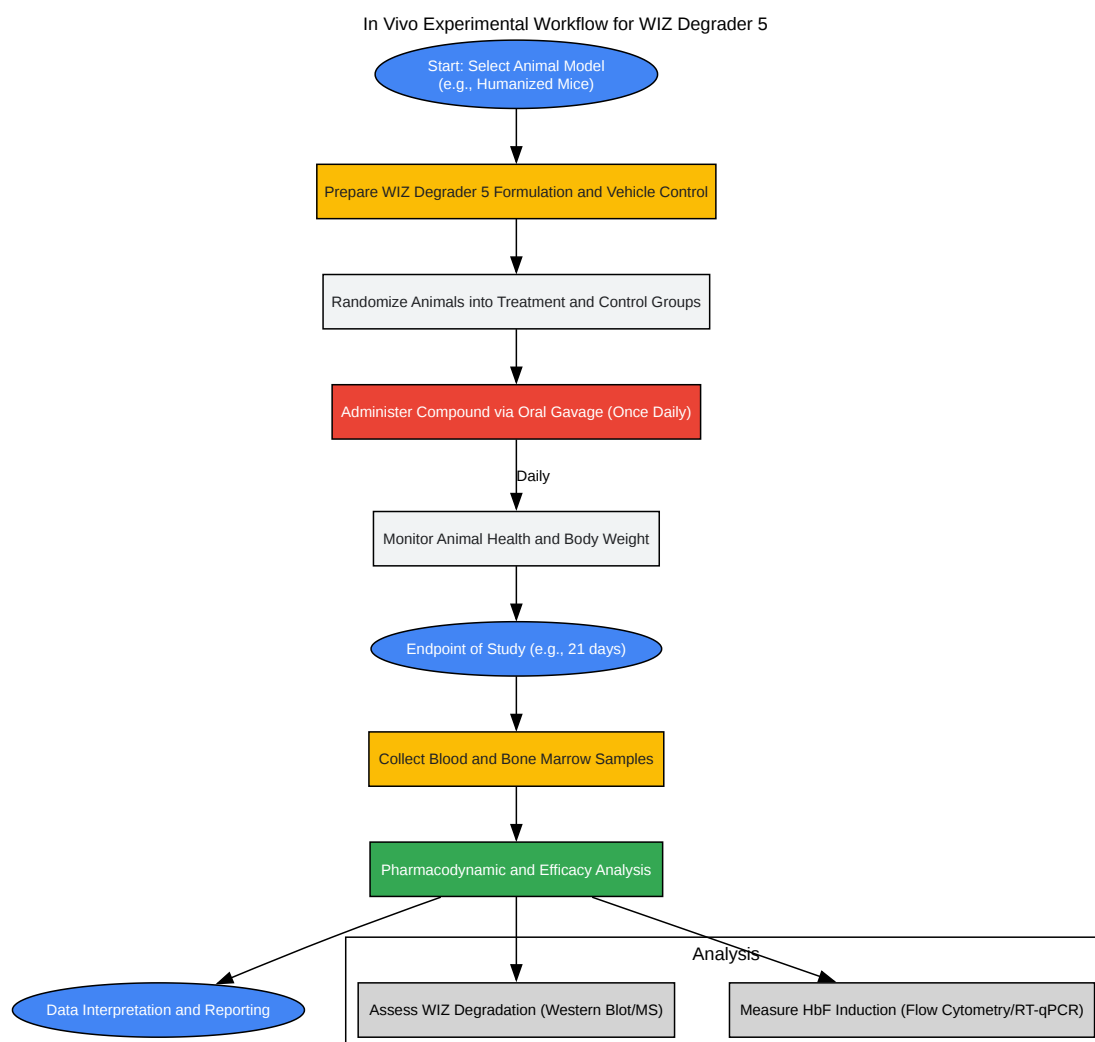 In Vivo Experimental Workflow for WIZ Degrader 5
Start: Select Animal Model
(e.g., Humanized Mice)
Prepare WIZ Degrader 5 Formulation and Vehicle Control
Randomize Animals into Treatment and Control Groups
Administer Compound via Oral Gavage (Once Daily)
Daily
Monitor Animal Health and Body Weight
Endpoint of Study (e.g., 21 days)
Collect Blood and Bone Marrow Samples
Pharmacodynamic and Efficacy Analysis
Analysis
Data Interpretation and Reporting
Assess WIZ Degradation (Western Blot/MS)
Measure HbF Induction (Flow Cytometry/RT-qPCR)